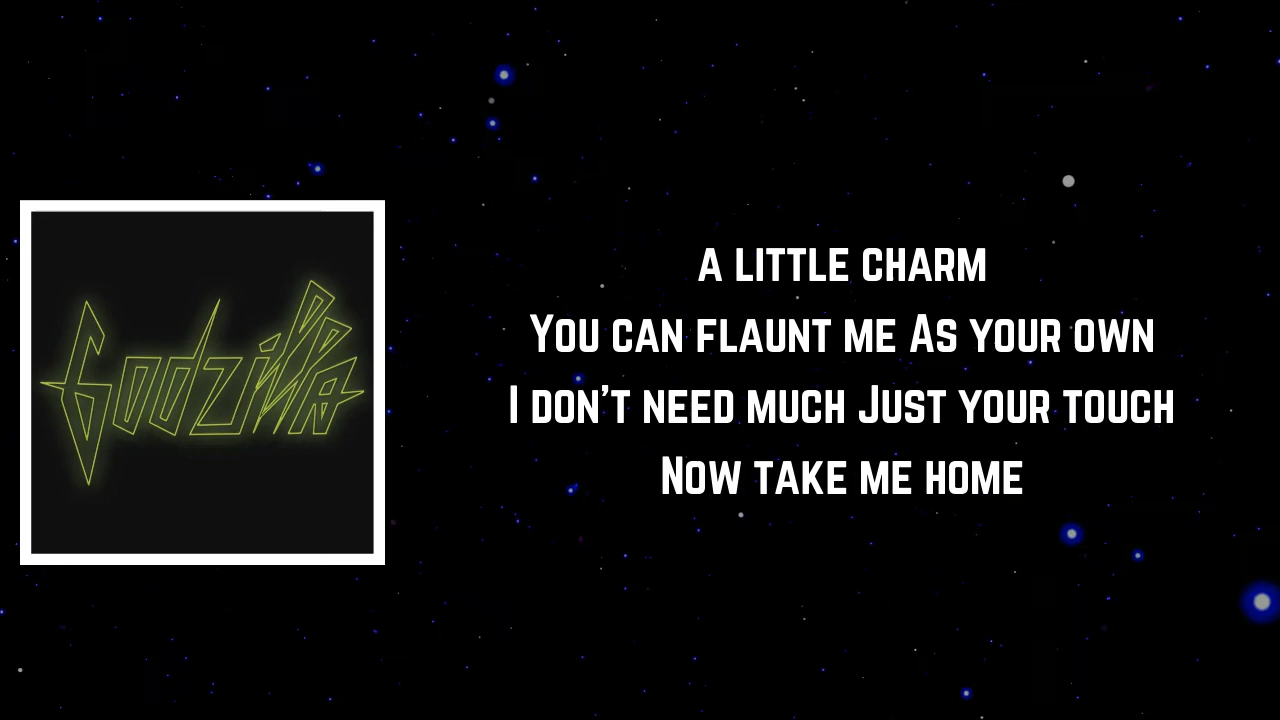 Godzilla
A LITTLE CHARM
YOU CAN FLAUNT ME AS YOUR OWN
I DON'T NEED MUCH JUST YOUR TOUCH
NOW TAKE ME HOME